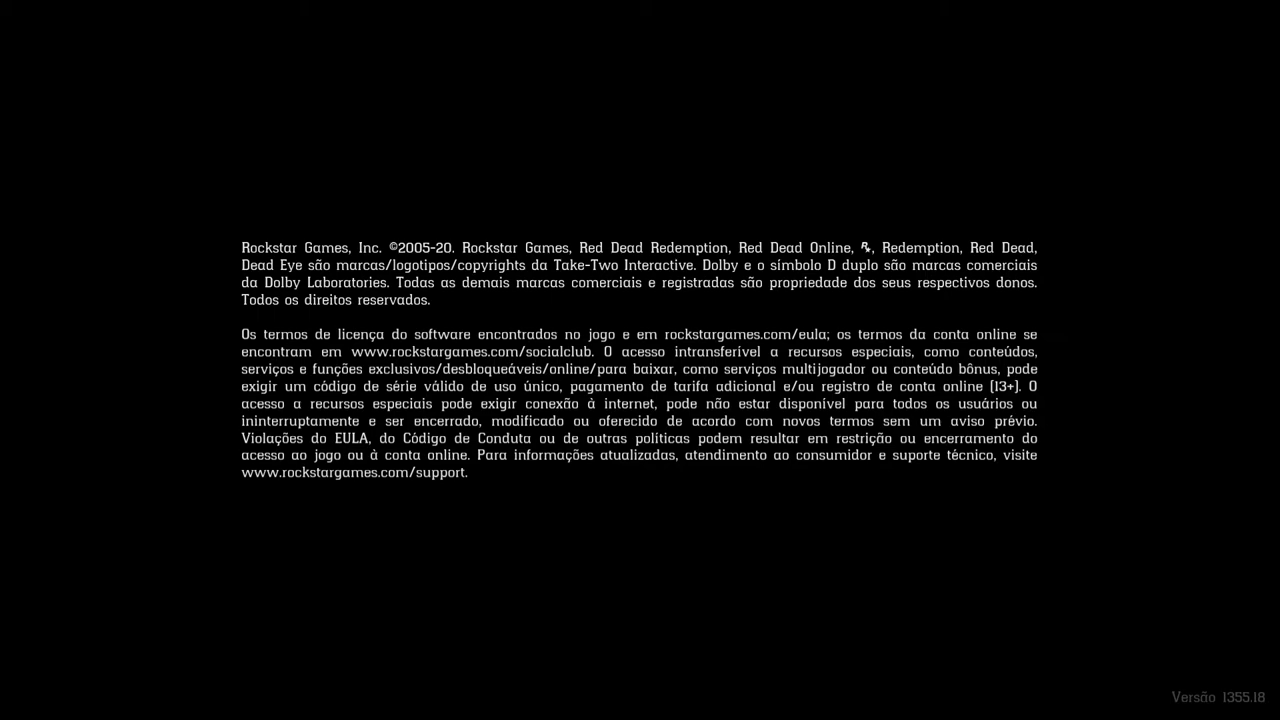 Rockstar Games, Inc. ©2005-20. Rockstar Games, Red Dead Redemption, Red Dead Online, R★, Redemption, Red Dead,
Dead Eye são marcas/logotipos/copyrights da Take-Two Interactive. Dolby e o símbolo D duplo são marcas comerciais
da Dolby Laboratories. Todas as demais marcas comerciais e registradas são propriedade dos seus respectivos donos.
Todos os direitos reservados.
Os termos de licença do software encontrados no jogo e em rockstargames.com/eula; os termos da conta online se
encontram em www.rockstargames.com/socialclub. O acesso intransferível a recursos especiais, como conteúdos,
serviços e funções exclusivos/desbloqueáveis/online/para baixar, como serviços multijogador ou conteúdo bônus, pode
exigir um código de série válido de uso único, pagamento de tarifa adicional e/ou registro de conta online (13+). O
acesso a recursos especiais pode exigir conexão à internet, pode não estar disponível para todos os usuários ou
ininterruptamente e ser encerrado, modificado ou oferecido de acordo com novos termos sem um aviso prévio.
Violações do EULA, do Código de Conduta ou de outras políticas podem resultar em restrição ou encerramento do
acesso ao jogo ou à conta online. Para informações atualizadas, atendimento ao consumidor e suporte técnico, visite
www.rockstargames.com/support.
Versão 1355.18